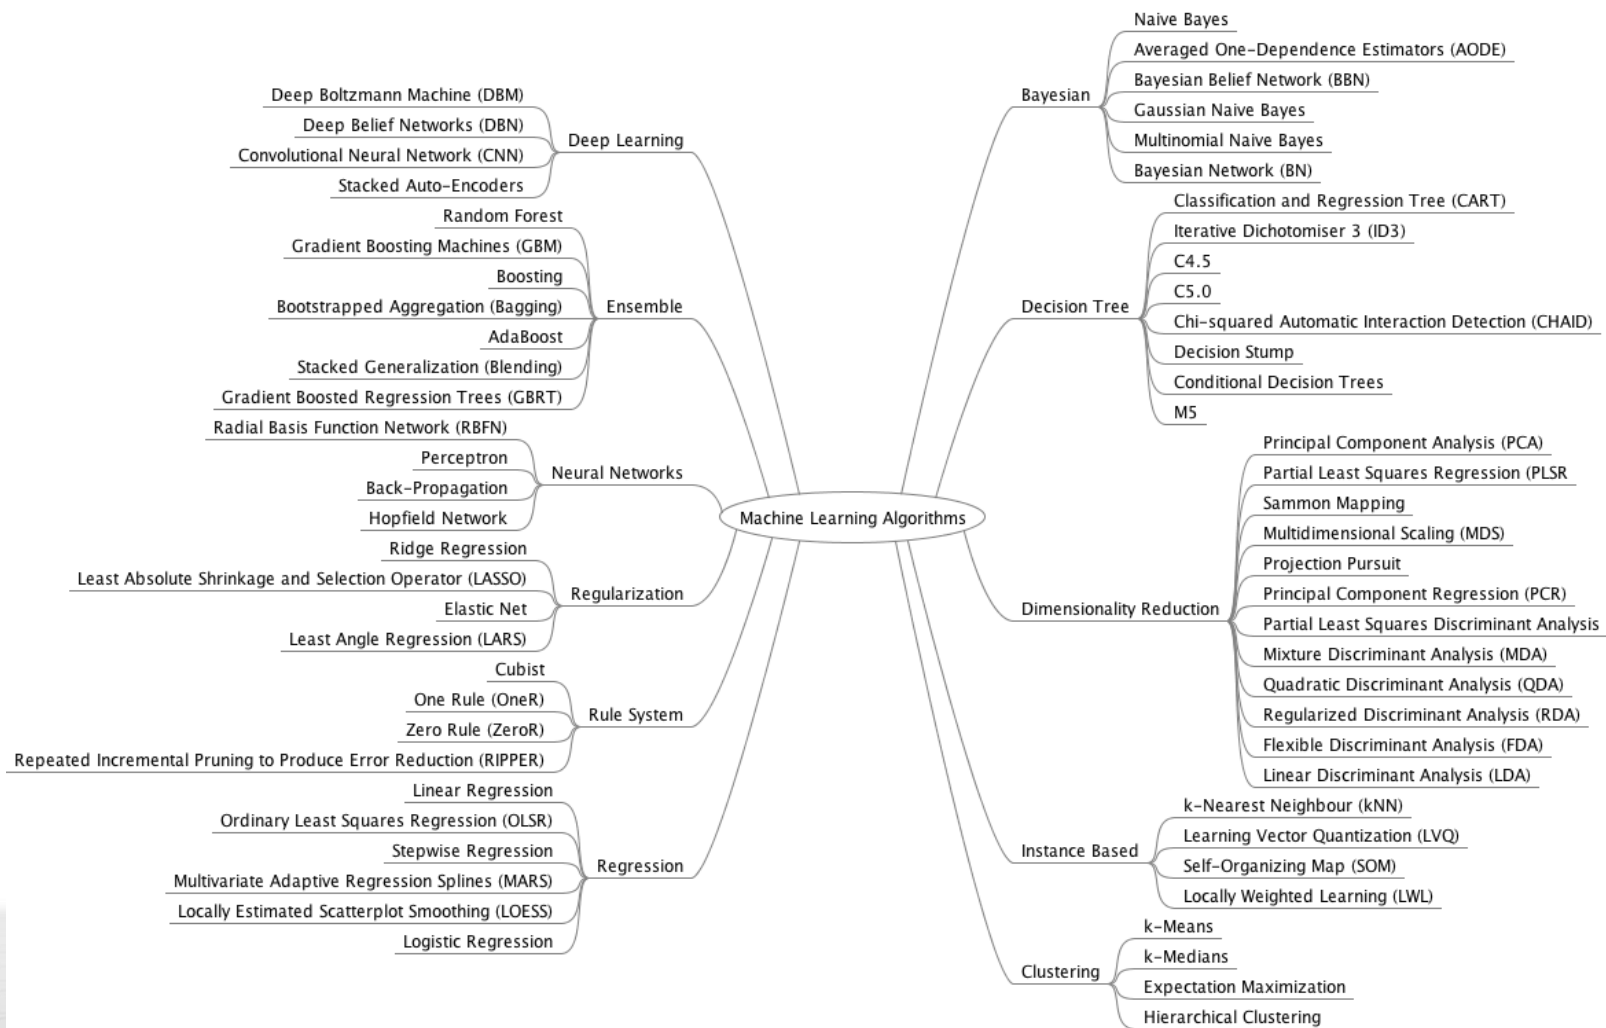 Machine Learning Algorithms
Deep Learning
Deep Boltzmann Machine (DBM)
Deep Belief Networks (DBN)
Convolutional Neural Network (CNN)
Stacked Auto-Encoders
Ensemble
Random Forest
Gradient Boosting Machines (GBM)
Boosting
Bootstrapped Aggregation (Bagging)
AdaBoost
Stacked Generalization (Blending)
Gradient Boosted Regression Trees (GBRT)
Neural Networks
Radial Basis Function Network (RBFN)
Perceptron
Back-Propagation
Hopfield Network
Regularization
Ridge Regression
Least Absolute Shrinkage and Selection Operator (LASSO)
Elastic Net
Least Angle Regression (LARS)
Rule System
Cubist
One Rule (OneR)
Zero Rule (ZeroR)
Repeated Incremental Pruning to Produce Error Reduction (RIPPER)
Regression
Linear Regression
Ordinary Least Squares Regression (OLSR)
Stepwise Regression
Multivariate Adaptive Regression Splines (MARS)
Locally Estimated Scatterplot Smoothing (LOESS)
Logistic Regression
Bayesian
Naive Bayes
Averaged One-Dependence Estimators (AODE)
Bayesian Belief Network (BBN)
Gaussian Naive Bayes
Multinomial Naive Bayes
Bayesian Network (BN)
Decision Tree
Classification and Regression Tree (CART)
Iterative Dichotomiser 3 (ID3)
C4.5
C5.0
Chi-squared Automatic Interaction Detection (CHAID)
Decision Stump
Conditional Decision Trees
M5
Dimensionality Reduction
Principal Component Analysis (PCA)
Partial Least Squares Regression (PLSR
Sammon Mapping
Multidimensional Scaling (MDS)
Projection Pursuit
Principal Component Regression (PCR)
Partial Least Squares Discriminant Analysis
Mixture Discriminant Analysis (MDA)
Quadratic Discriminant Analysis (QDA)
Regularized Discriminant Analysis (RDA)
Flexible Discriminant Analysis (FDA)
Linear Discriminant Analysis (LDA)
Instance Based
k-Nearest Neighbour (kNN)
Learning Vector Quantization (LVQ)
Self-Organizing Map (SOM)
Locally Weighted Learning (LWL)
Clustering
k-Means
k-Medians
Expectation Maximization
Hierarchical Clustering